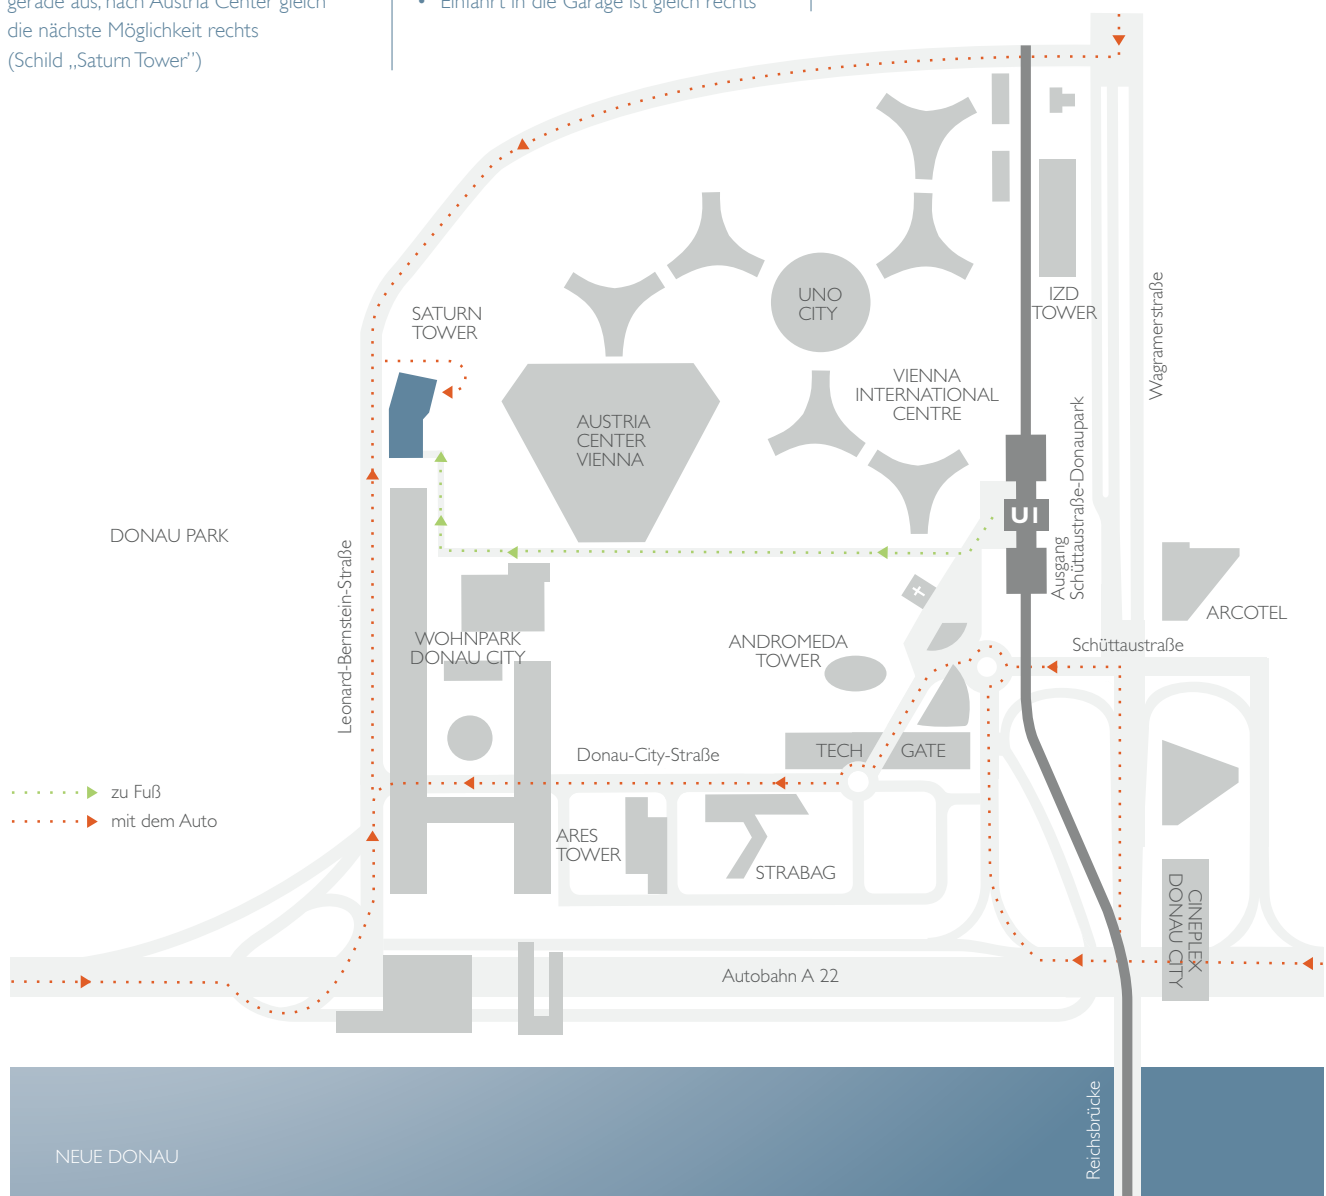 gerade aus, nach Austria Center gleich
die nächste Möglichkeit rechts
(Schild „Saturn Tower”)
• Einfahrt in die Garage ist gleich rechts
SATURN
TOWER
UNO
CITY
IZD
TOWER
Wagramerstraße
VIENNA
INTERNATIONAL
CENTRE
AUSTRIA
CENTER
VIENNA
U1
Ausgang
Schüttaustraße-Donaupark
DONAU PARK
Leonard-Bernstein-Straße
WOHNPARK
DONAU CITY
ANDROMEDA
TOWER
ARCOTEL
Schüttaustraße
Donau-City-Straße
TECH GATE
zu Fuß
mit dem Auto
ARES
TOWER
STRABAG
CINEPLEX
DONAU CITY
Autobahn A 22
Reichsbrücke
NEUE DONAU